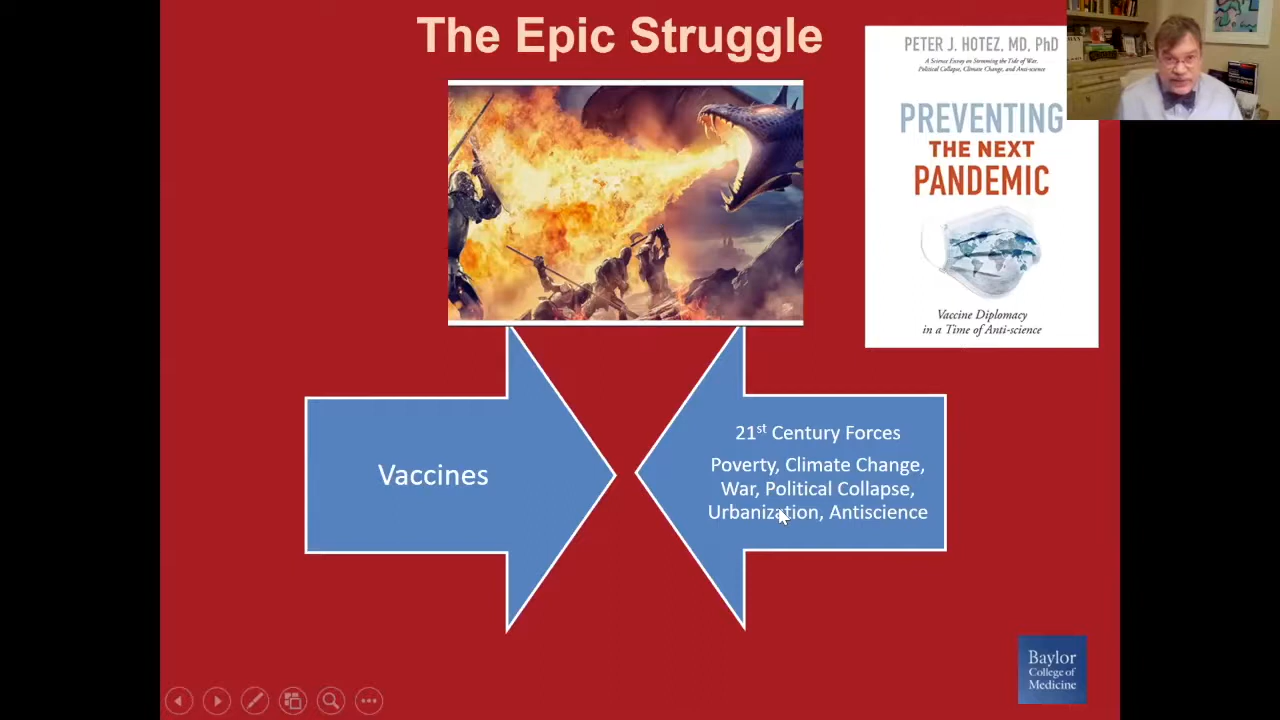 The Epic Struggle
PETER J. HOTEZ, MD, PhD
A Science Essay on Stemming the Tide of War,
Political Collapse, Climate Change, and Anti-science
PREVENTING
THE NEXT
PANDEMIC
Vaccine Diplomacy
in a Time of Anti-science
Vaccines
21st Century Forces
Poverty, Climate Change,
War, Political Collapse,
Urbanization, Antiscience
Baylor
College of
Medicine